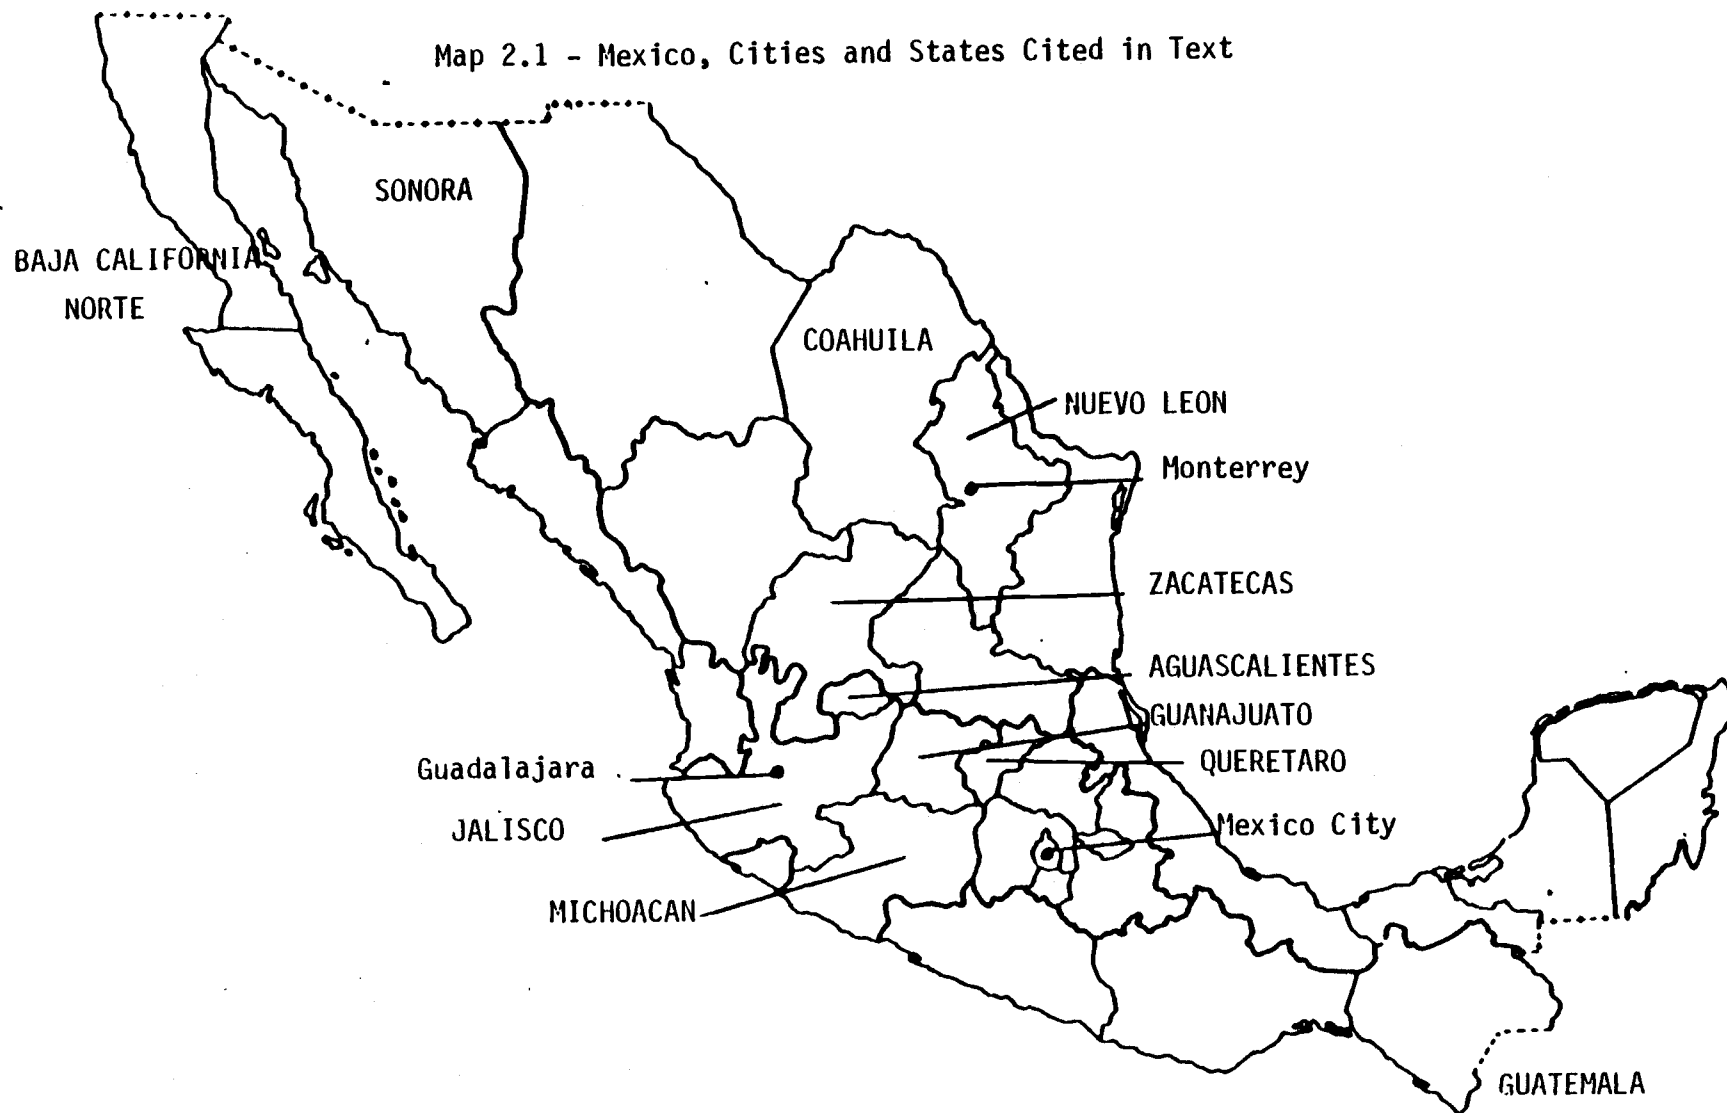 Map 2.1 - Mexico, Cities and States Cited in Text
SONORA
BAJA CALIFORNIA
NORTE
COAHUILA
NUEVO LEON
Monterrey
ZACATECAS
AGUASCALIENTES
GUANAJUATO
QUERETARO
Guadalajara
JALISCO
Mexico City
MICHOACAN
GUATEMALA